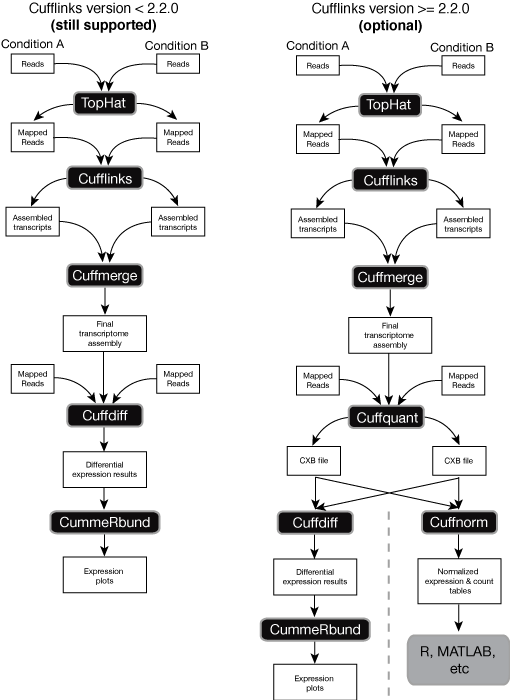 Cufflinks version < 2.2.0
(still supported)
Condition A
Condition B
Reads
Reads
TopHat
Mapped
Reads
Mapped
Reads
Cufflinks
Assembled
transcripts
Assembled
transcripts
Cuffmerge
Final
transcriptome
assembly
Mapped
Reads
Mapped
Reads
Cuffdiff
Differential
expression results
CummeRbund
Expression
plots
Cufflinks version >= 2.2.0
(optional)
Condition A
Condition B
Reads
Reads
TopHat
Mapped
Reads
Mapped
Reads
Cufflinks
Assembled
transcripts
Assembled
transcripts
Cuffmerge
Final
transcriptome
assembly
Mapped
Reads
Mapped
Reads
Cuffquant
CXB file
CXB file
Cuffdiff
Differential
expression results
CummeRbund
Expression
plots
Cuffnorm
Normalized
expression & count
tables
R, MATLAB,
etc